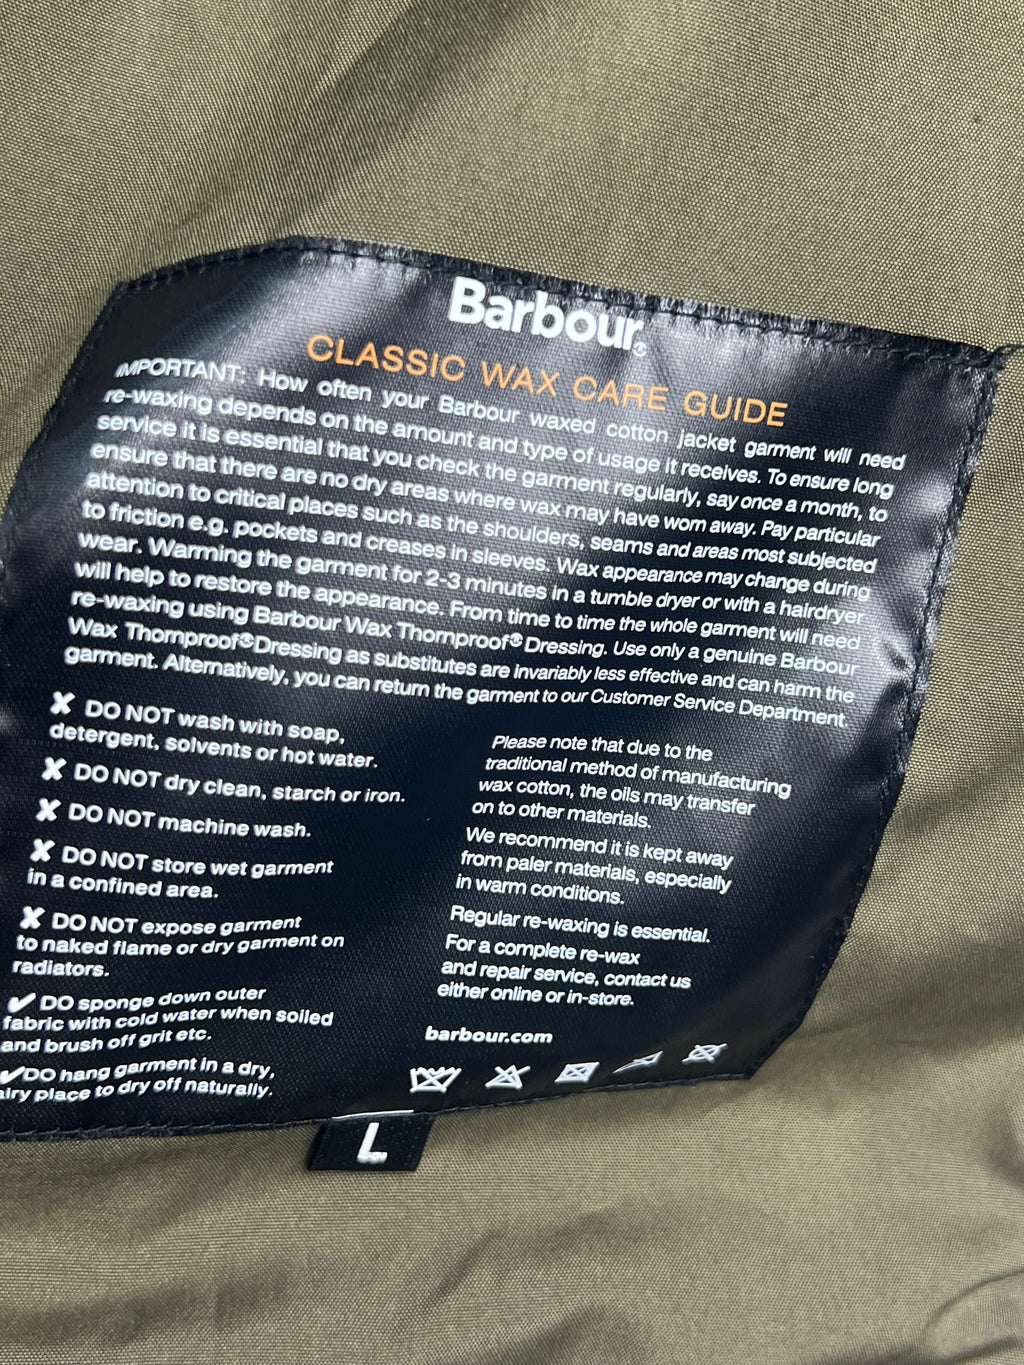 Barbour®
CLASSIC WAX CARE GUIDE
IMPORTANT: How often your Barbour waxed cotton jacket garment will need
re-waxing depends on the amount and type of usage it receives. To ensure long
service it is essential that you check the garment regularly, say once a month, to
ensure that there are no dry areas where wax may have worn away. Pay particular
attention to critical places such as the shoulders, seams and areas most subjected
to friction e.g. pockets and creases in sleeves. Wax appearance may change during
wear. Warming the garment for 2-3 minutes in a tumble dryer or with a hairdryer
will help to restore the appearance. From time to time the whole garment will need
re-waxing using Barbour Wax Thornproof® Dressing. Use only a genuine Barbour
Wax Thornproof® Dressing as substitutes are invariably less effective and can harm the
garment. Alternatively, you can return the garment to our Customer Service Department.
✘ DO NOT wash with soap,
detergent, solvents or hot water.
✘ DO NOT dry clean, starch or iron.
✘ DO NOT machine wash.
✘ DO NOT store wet garment
in a confined area.
✘ DO NOT expose garment
to naked flame or dry garment on
radiators.
✔ DO sponge down outer
fabric with cold water when soiled
and brush off grit etc.
✔DO hang garment in a dry,
airy place to dry off naturally.
Please note that due to the
traditional method of manufacturing
wax cotton, the oils may transfer
on to other materials.
We recommend it is kept away
from paler materials, especially
in warm conditions.
Regular re-waxing is essential.
For a complete re-wax
and repair service, contact us
either online or in-store.
barbour.com
L